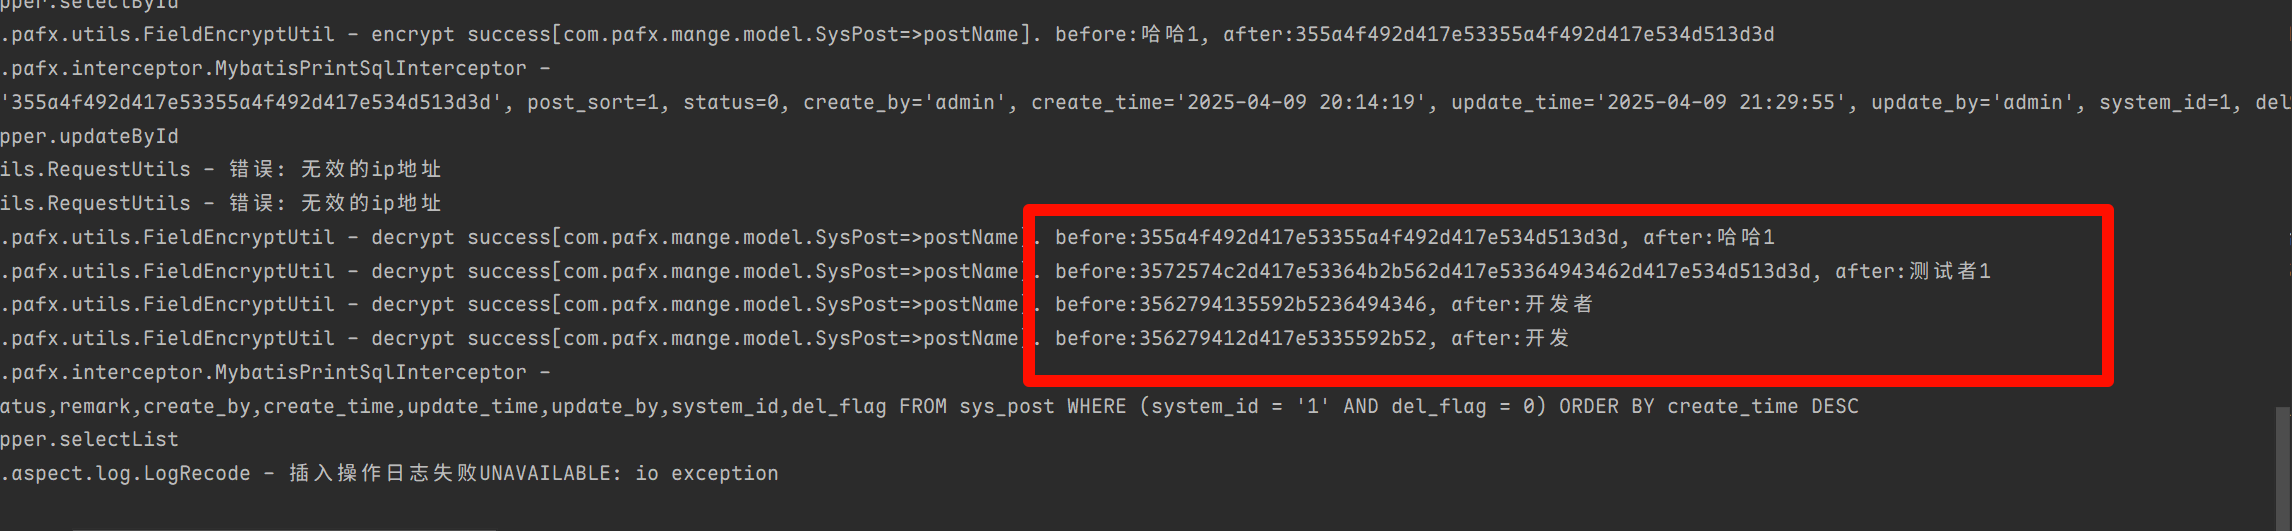 pper.selectById
.pafx.utils.FieldEncryptUtil - encrypt success[com.pafx.mange.model.SysPost=>postName]. before:哈哈1, after:355a4f492d417e53355a4f492d417e534d513d3d
.pafx.interceptor.MybatisPrintSqlInterceptor -
'355a4f492d417e53355a4f492d417e534d513d3d', post_sort=1, status=0, create_by='admin', create_time='2025-04-09 20:14:19', update_time='2025-04-09 21:29:55', update_by='admin', system_id=1, del
pper.updateById
ils.RequestUtils - 错误: 无效的ip地址
ils.RequestUtils - 错误: 无效的ip地址
.pafx.utils.FieldEncryptUtil - decrypt success[com.pafx.mange.model.SysPost=>postName]. before:355a4f492d417e53355a4f492d417e534d513d3d, after:哈哈1
.pafx.utils.FieldEncryptUtil - decrypt success[com.pafx.mange.model.SysPost=>postName]. before:3572574c2d417e53364b2b562d417e53364943462d417e534d513d3d, after:测试者1
.pafx.utils.FieldEncryptUtil - decrypt success[com.pafx.mange.model.SysPost=>postName]. before:3562794135592b5236494346, after:开发者
.pafx.utils.FieldEncryptUtil - decrypt success[com.pafx.mange.model.SysPost=>postName]. before:356279412d417e5335592b52, after:开发
.pafx.interceptor.MybatisPrintSqlInterceptor -
atus,remark,create_by,create_time,update_time,update_by,system_id,del_flag FROM sys_post WHERE (system_id = '1' AND del_flag = 0) ORDER BY create_time DESC
pper.selectList
.aspect.log.LogRecode - 插入操作日志失败UNAVAILABLE: io exception